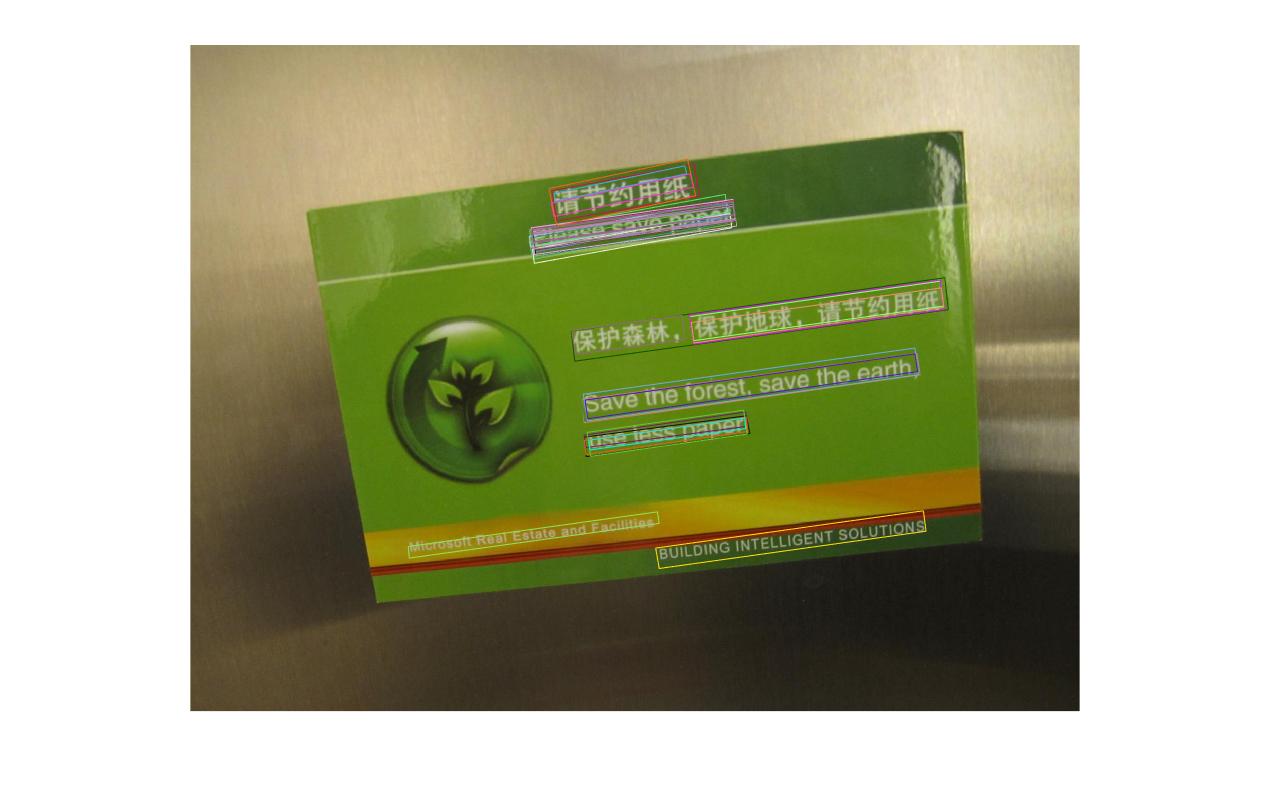 请节约用纸
Please save paper
保护森林，保护地球，请节约用纸
Save the forest, save the earth,
use less paper
Microsoft Real Estate and Facilities
BUILDING INTELLIGENT SOLUTIONS